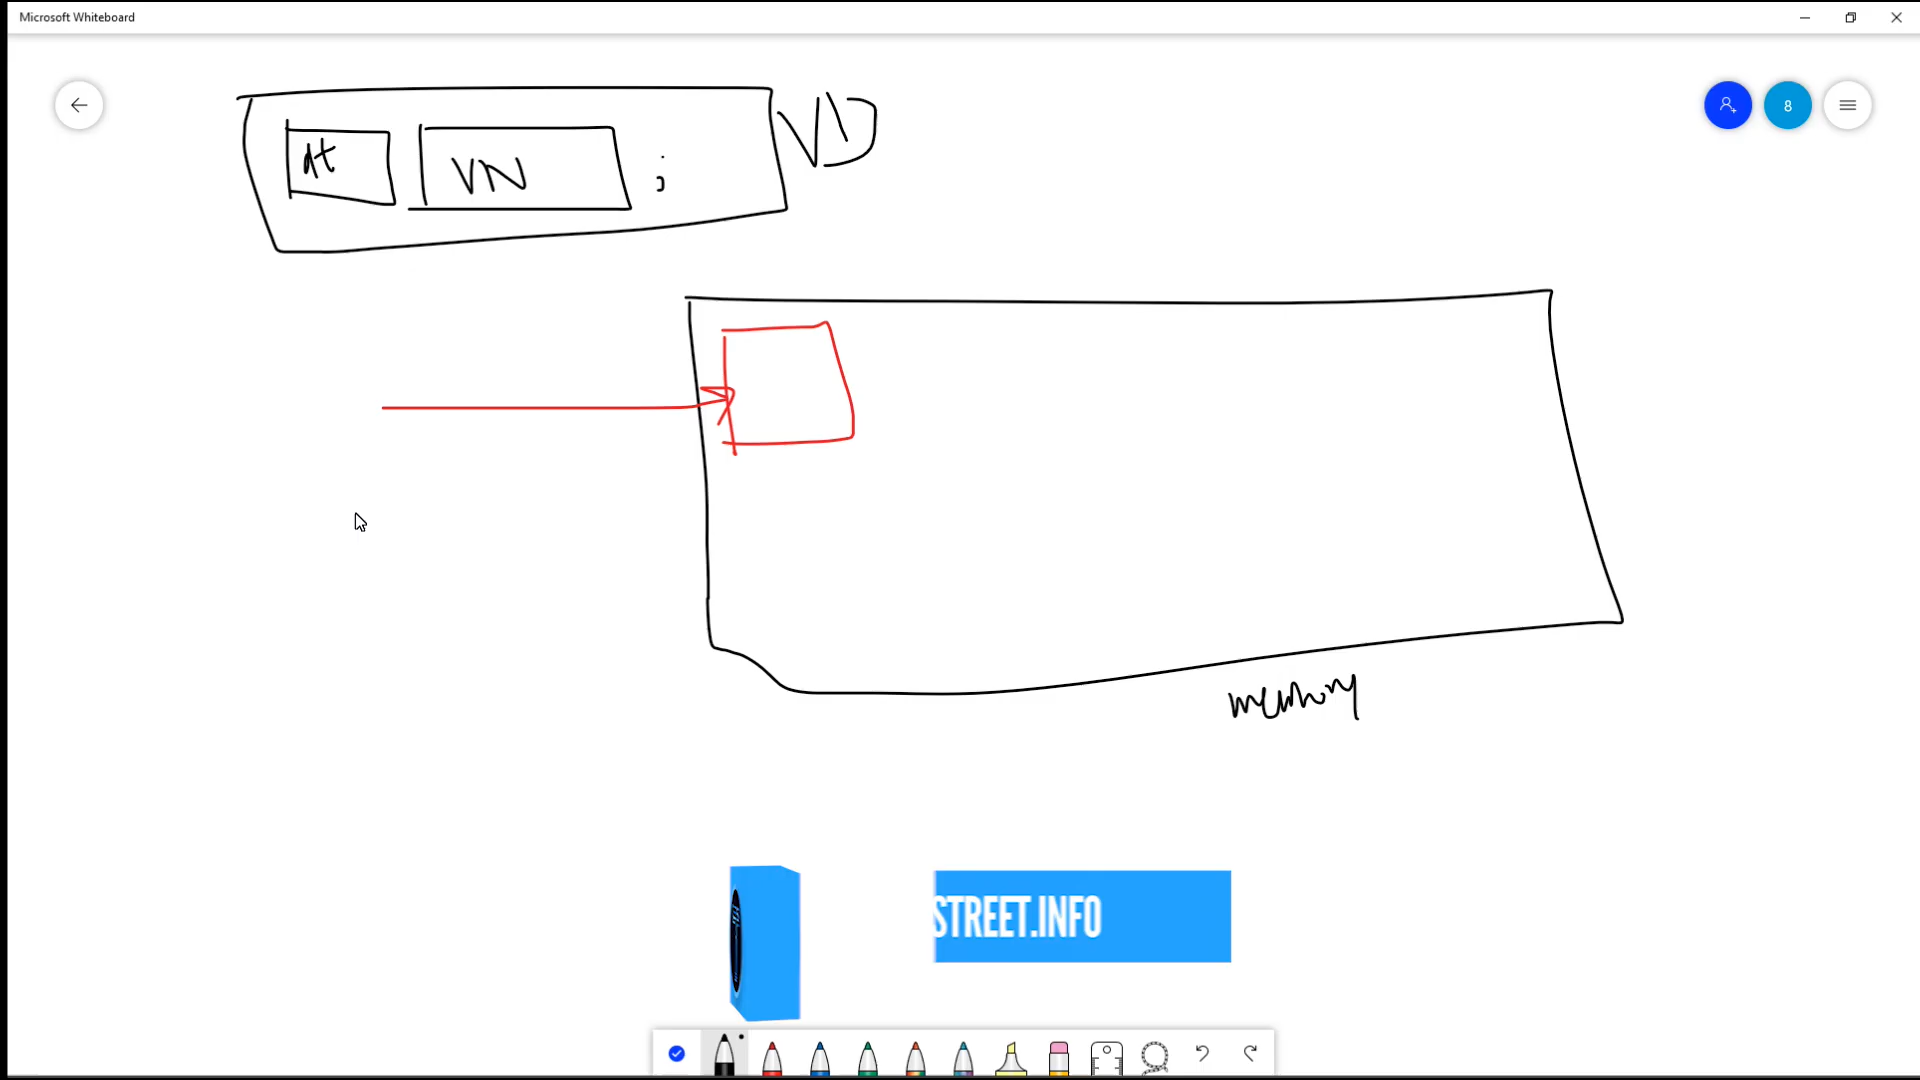 Microsoft Whiteboard
8
VD
dt VN ;
memory
STREET.INFO